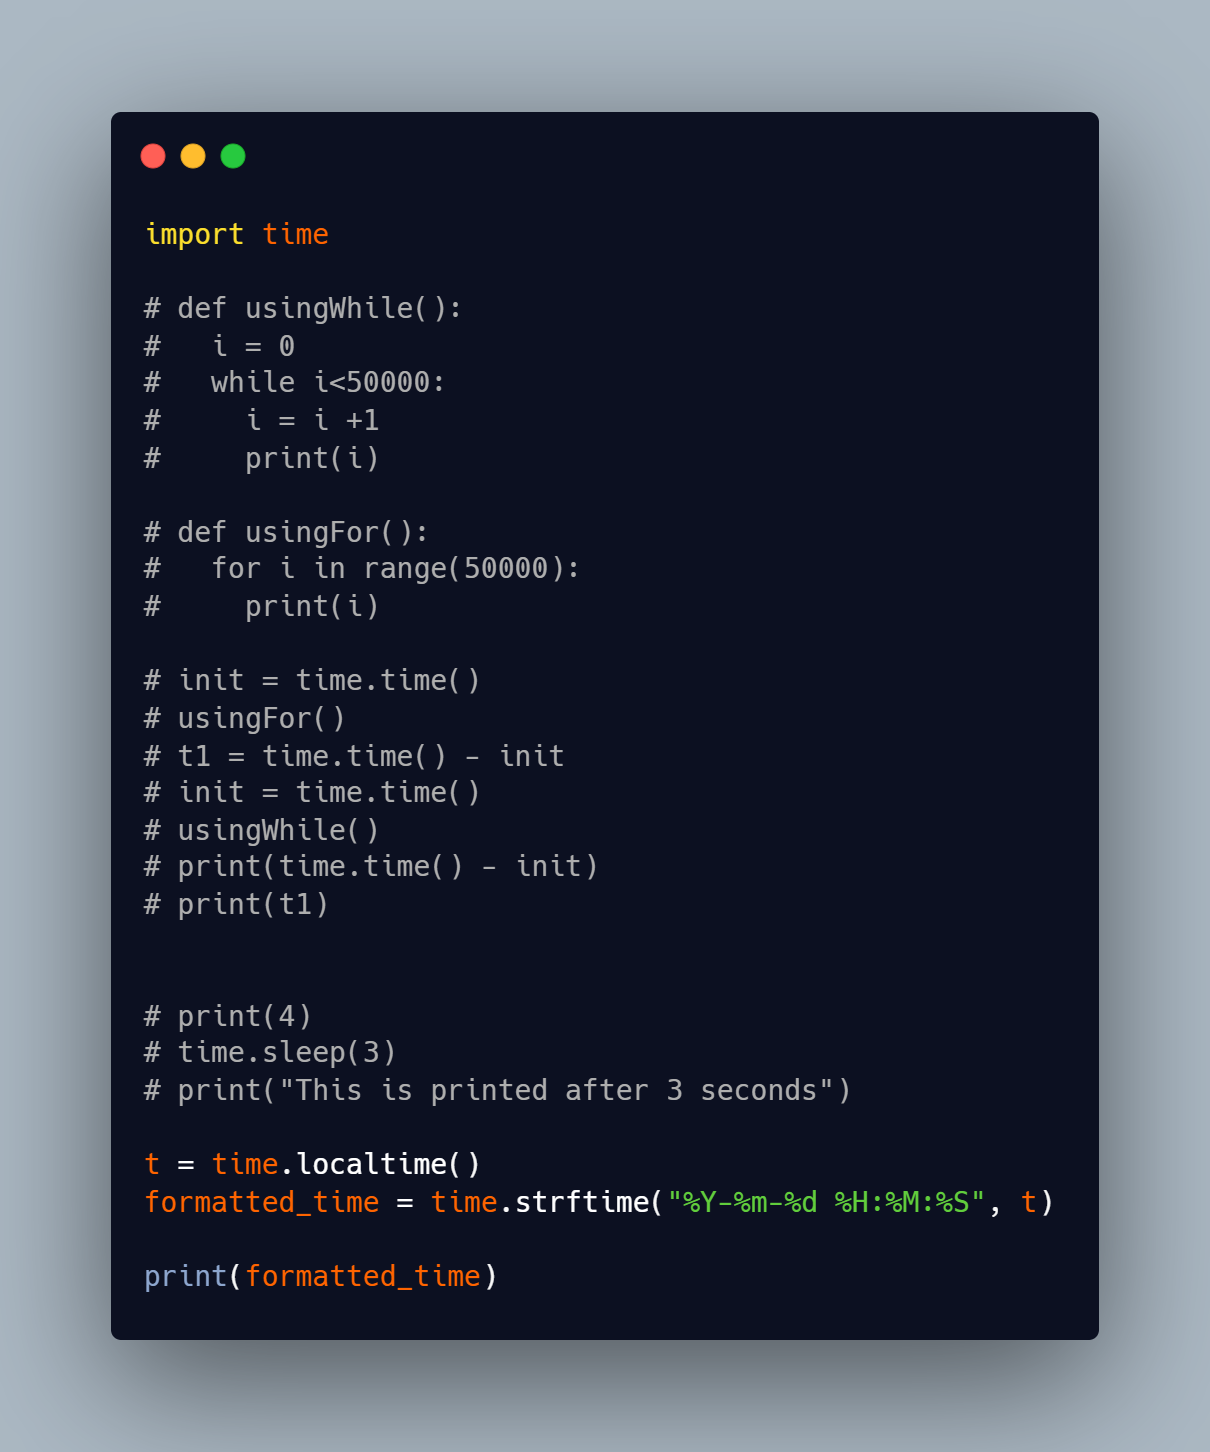 import time
# def usingWhile():
#   i = 0
#   while i<50000:
#     i = i +1
#     print(i)
# def usingFor():
#   for i in range(50000):
#     print(i)
# init = time.time()
# usingFor()
# t1 = time.time() - init
# init = time.time()
# usingWhile()
# print(time.time() - init)
# print(t1)
# print(4)
# time.sleep(3)
# print("This is printed after 3 seconds")
t = time.localtime()
formatted_time = time.strftime("%Y-%m-%d %H:%M:%S", t)
print(formatted_time)